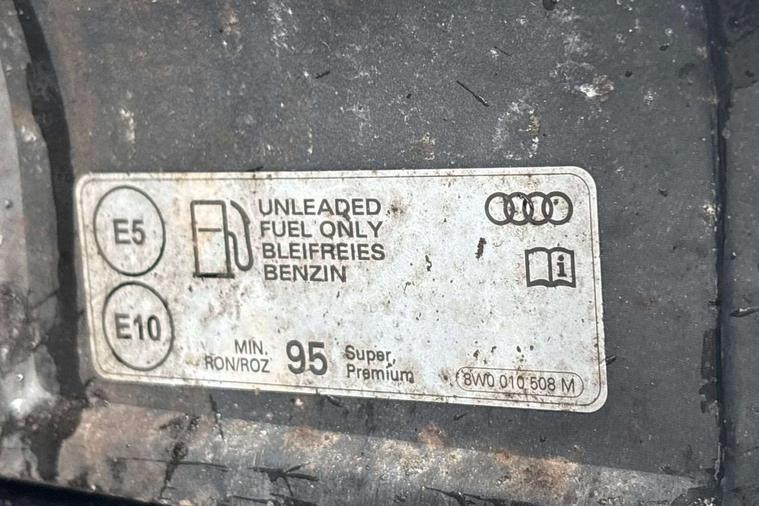 E5
UNLEADED
FUEL ONLY
BLEIFREIES
BENZIN
E10
MIN.
RON/ROZ
95
Super,
Premium
8W0 010 508 M